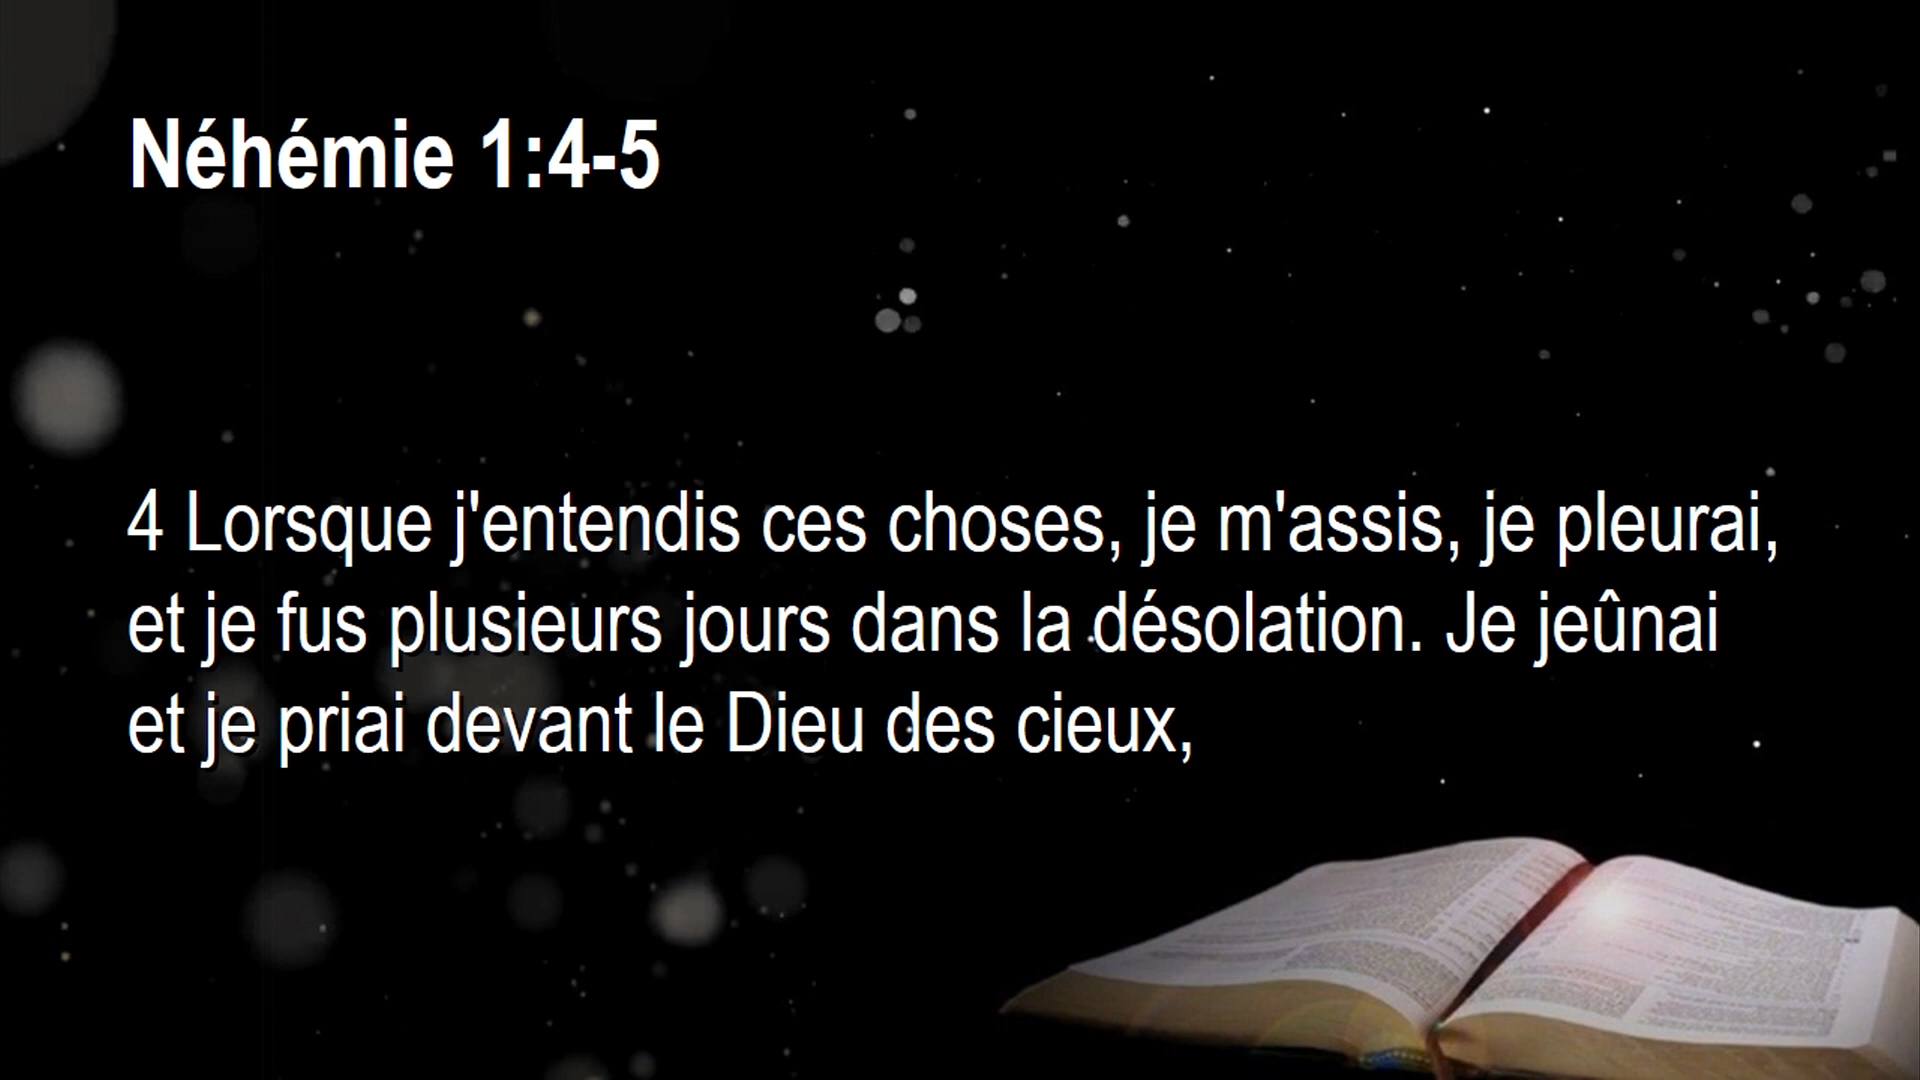 Néhémie 1:4-5
4 Lorsque j'entendis ces choses, je m'assis, je pleurai,
et je fus plusieurs jours dans la désolation. Je jeûnai
et je priai devant le Dieu des cieux,